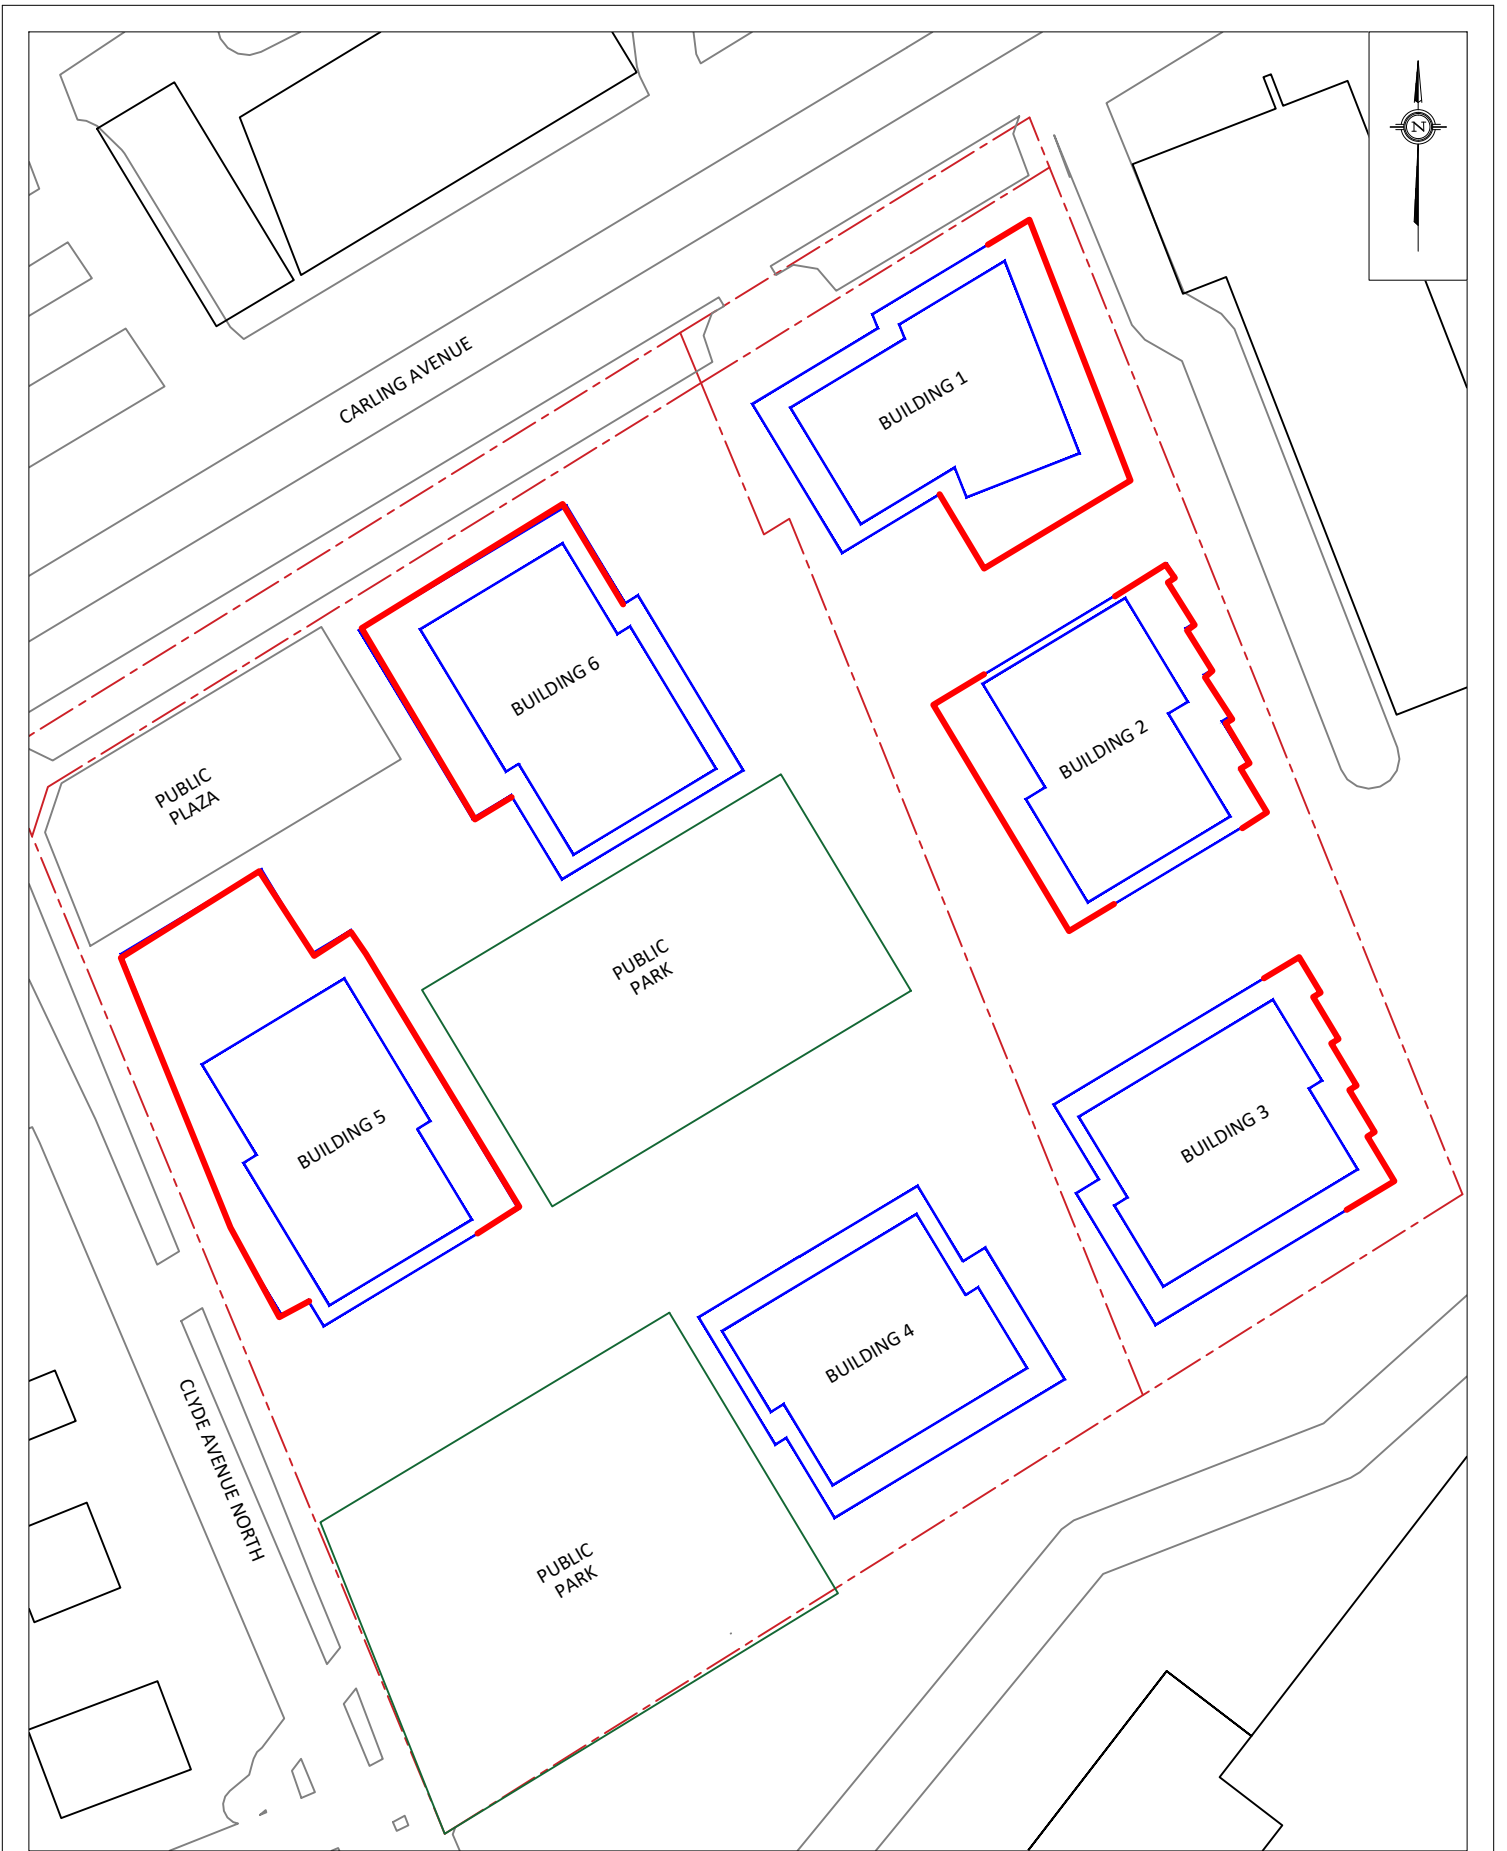 N
CARLING AVENUE
BUILDING 1
BUILDING 6
BUILDING 2
PUBLIC
PLAZA
PUBLIC
PARK
BUILDING 5
BUILDING 3
BUILDING 4
CLYDE AVENUE NORTH
PUBLIC
PARK